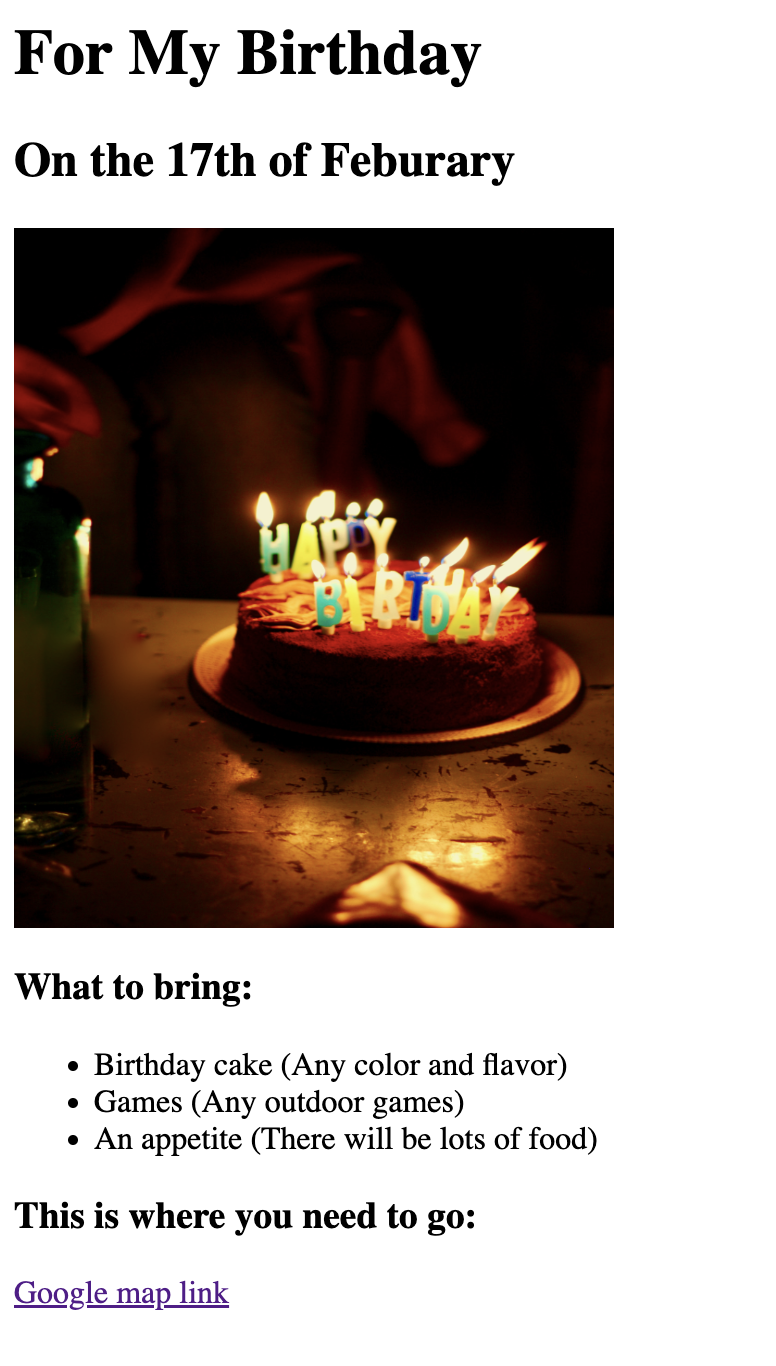 For My Birthday
On the 17th of Feburary
HAPPY
BIRTHDAY
What to bring:
Birthday cake (Any color and flavor)
Games (Any outdoor games)
An appetite (There will be lots of food)
This is where you need to go:
Google map link